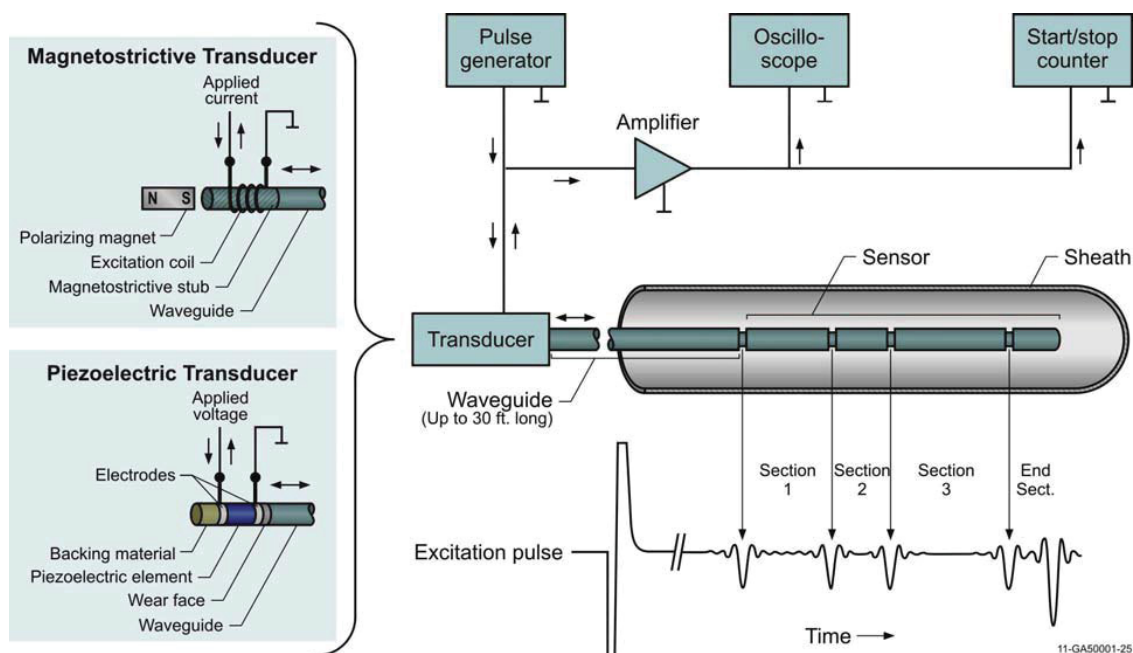 Magnetostrictive Transducer
Applied
current
N S
Polarizing magnet
Excitation coil
Magnetostrictive stub
Waveguide
Piezoelectric Transducer
Applied
voltage
Electrodes
Backing material
Piezoelectric element
Wear face
Waveguide
Pulse
generator
Oscillo-
scope
Start/stop
counter
Amplifier
Sensor
Sheath
Transducer
Waveguide
(Up to 30 ft. long)
Section
1
Section
2
Section
3
End
Sect.
Excitation pulse
Time
11-GA50001-25